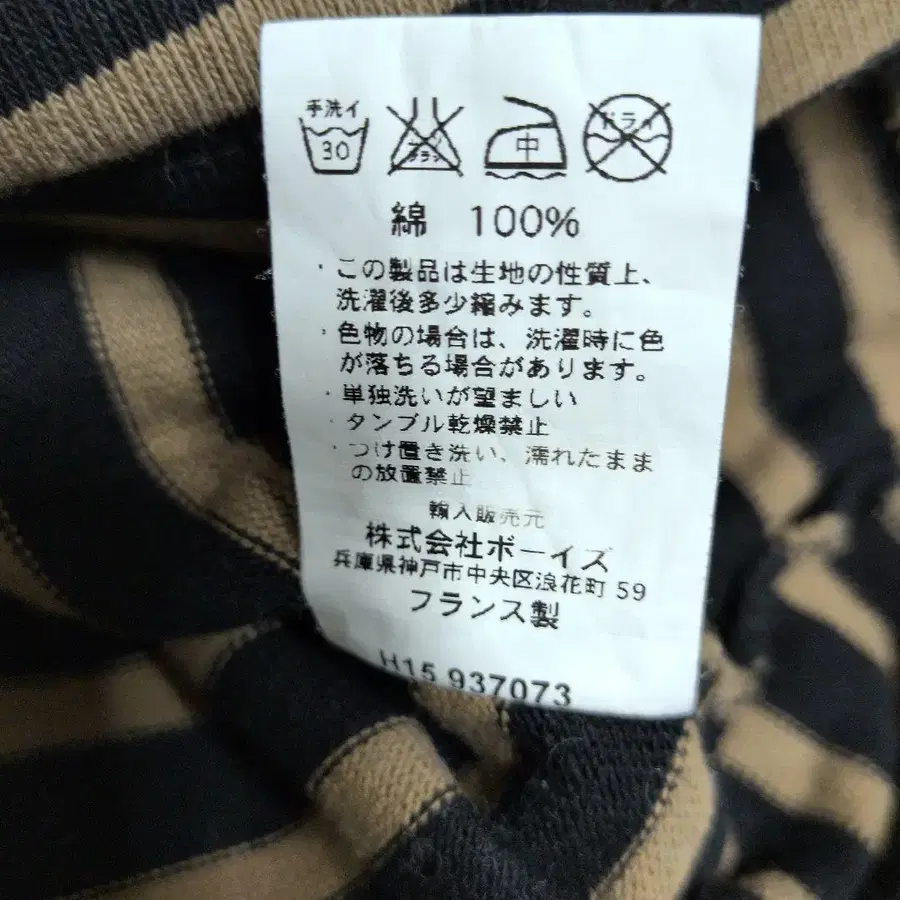 手洗イ
30
中
ドライ
綿 100%
・この製品は生地の性質上、
洗濯後多少縮みます。
・色物の場合は、洗濯時に色
が落ちる場合があります。
・単独洗いが望ましい
・タンブル乾燥禁止
・つけ置き洗い、濡れたまま
の放置禁止
輸入販売元
株式会社ボーイズ
兵庫県神戸市中央区浪花町 59
フランス製
H15 937073